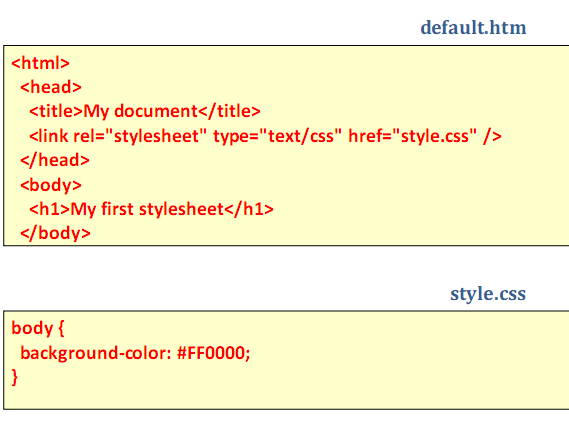 default.htm
<html>
<head>
<title>My document</title>
<link rel="stylesheet" type="text/css" href="style.css" />
</head>
<body>
<h1>My first stylesheet</h1>
</body>
style.css
body {
background-color: #FF0000;
}